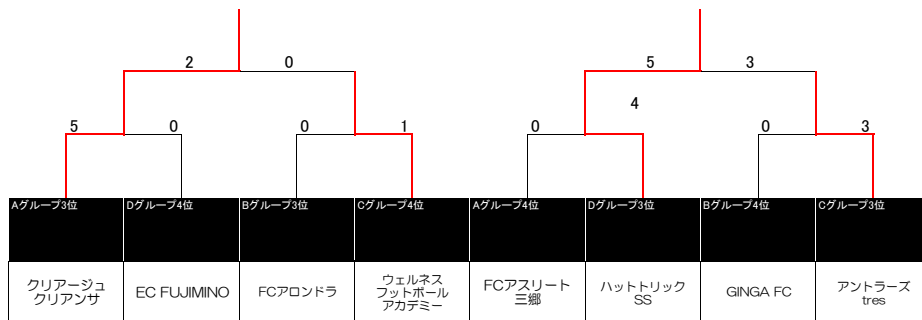 2 0 5 3
4
5 0 0 1 0 0 3
Aグループ3位 Dグループ4位 Bグループ3位 Cグループ4位 Aグループ4位 Dグループ3位 Bグループ4位 Cグループ3位
クリアージュ
クリアンサ
EC FUJIMINO
FCアロンドラ
ウェルネス
フットボール
アカデミー
FCアスリート
三郷
ハットトリック
SS
GINGA FC
アントラーズ
tres